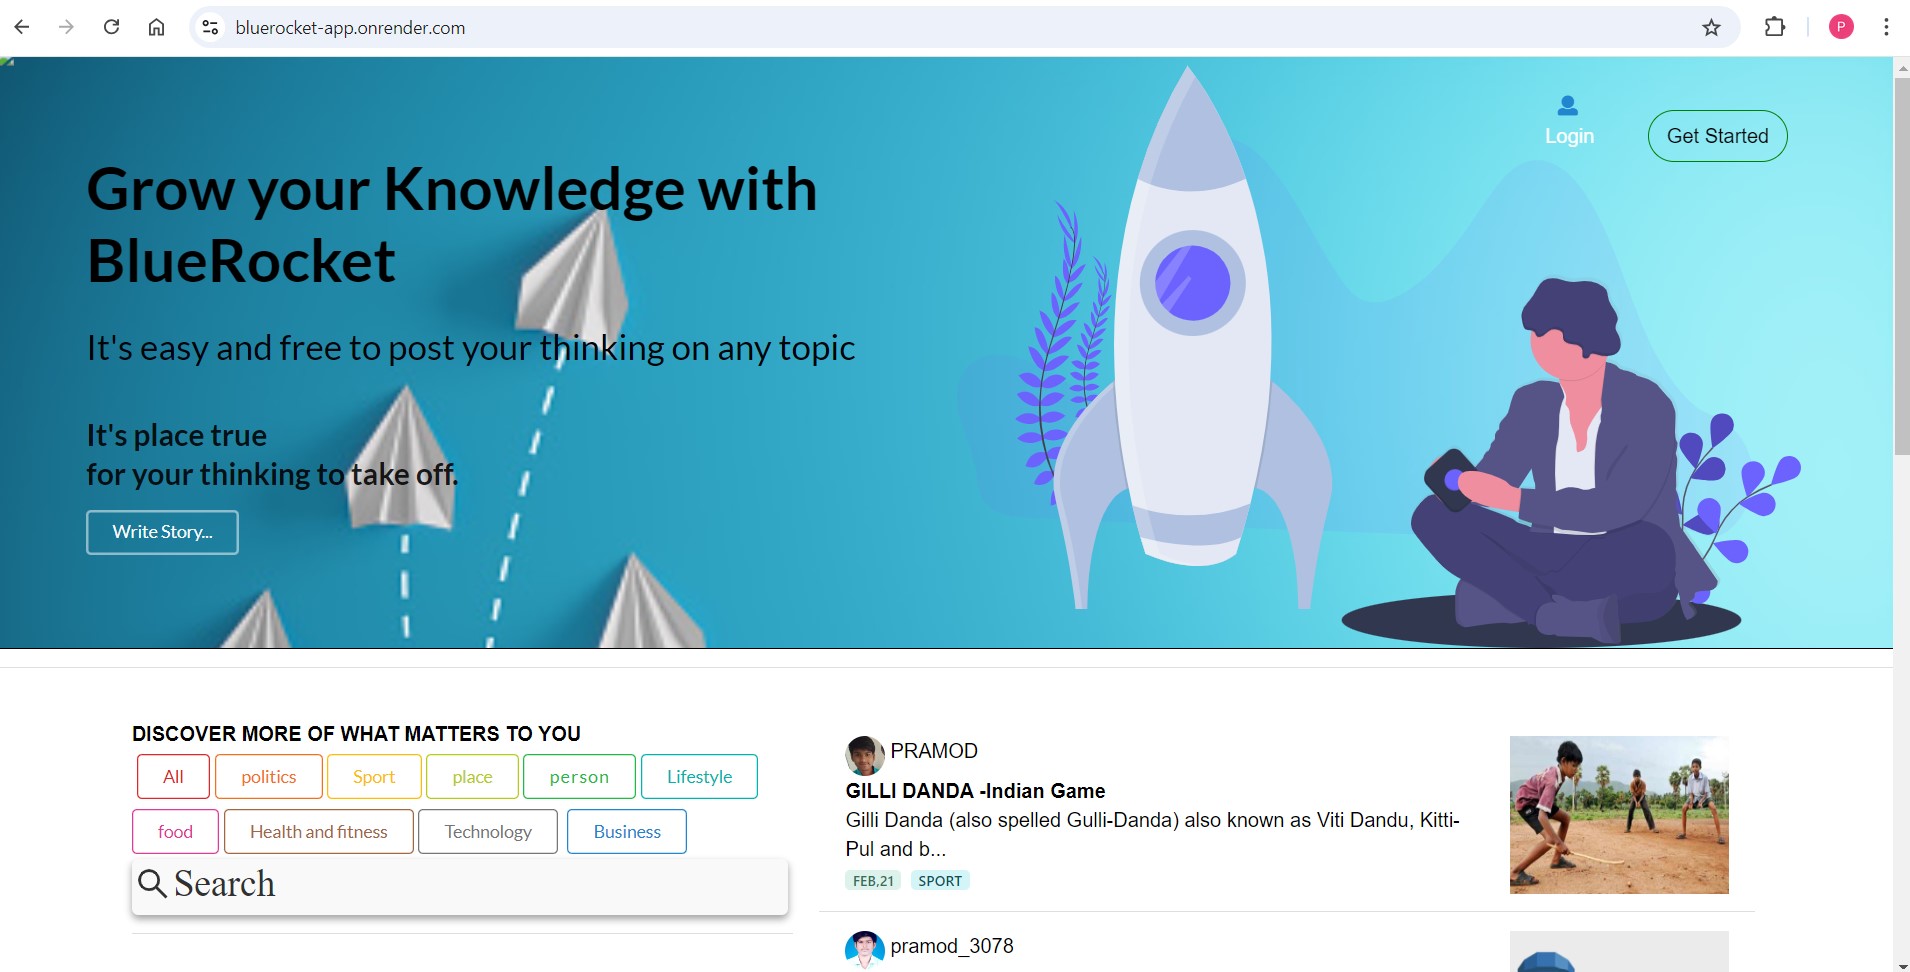 bluerocket-app.onrender.com
P
Login
Get Started
Grow your Knowledge with
BlueRocket
It's easy and free to post your thinking on any topic
It's place true
for your thinking to take off.
Write Story...
DISCOVER MORE OF WHAT MATTERS TO YOU
All politics Sport place person Lifestyle
food Health and fitness Technology Business
Search
PRAMOD
GILLI DANDA -Indian Game
Gilli Danda (also spelled Gulli-Danda) also known as Viti Dandu, Kitti-
Pul and b...
FEB,21 SPORT
pramod_3078